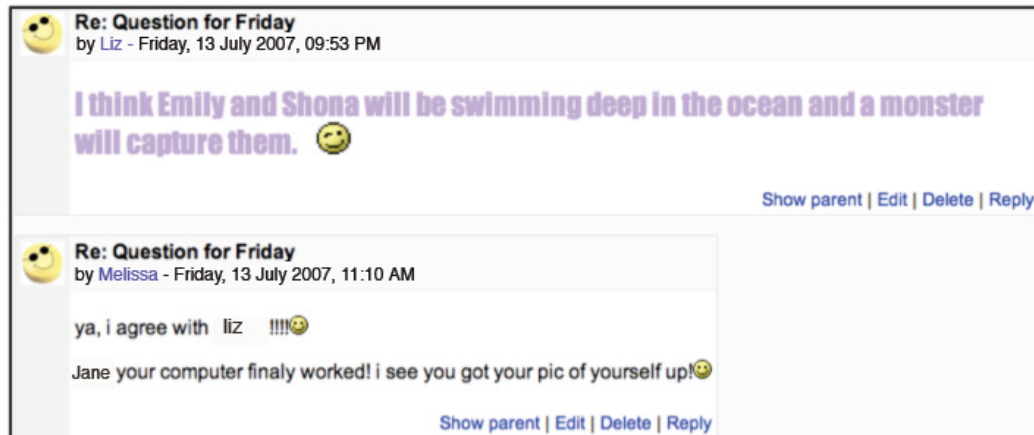 Re: Question for Friday
by Liz - Friday, 13 July 2007, 09:53 PM
I think Emily and Shona will be swimming deep in the ocean and a monster
will capture them.
Show parent | Edit | Delete | Reply
Re: Question for Friday
by Melissa - Friday, 13 July 2007, 11:10 AM
ya, i agree with liz !!!!
Jane your computer finaly worked! i see you got your pic of yourself up!
Show parent | Edit | Delete | Reply